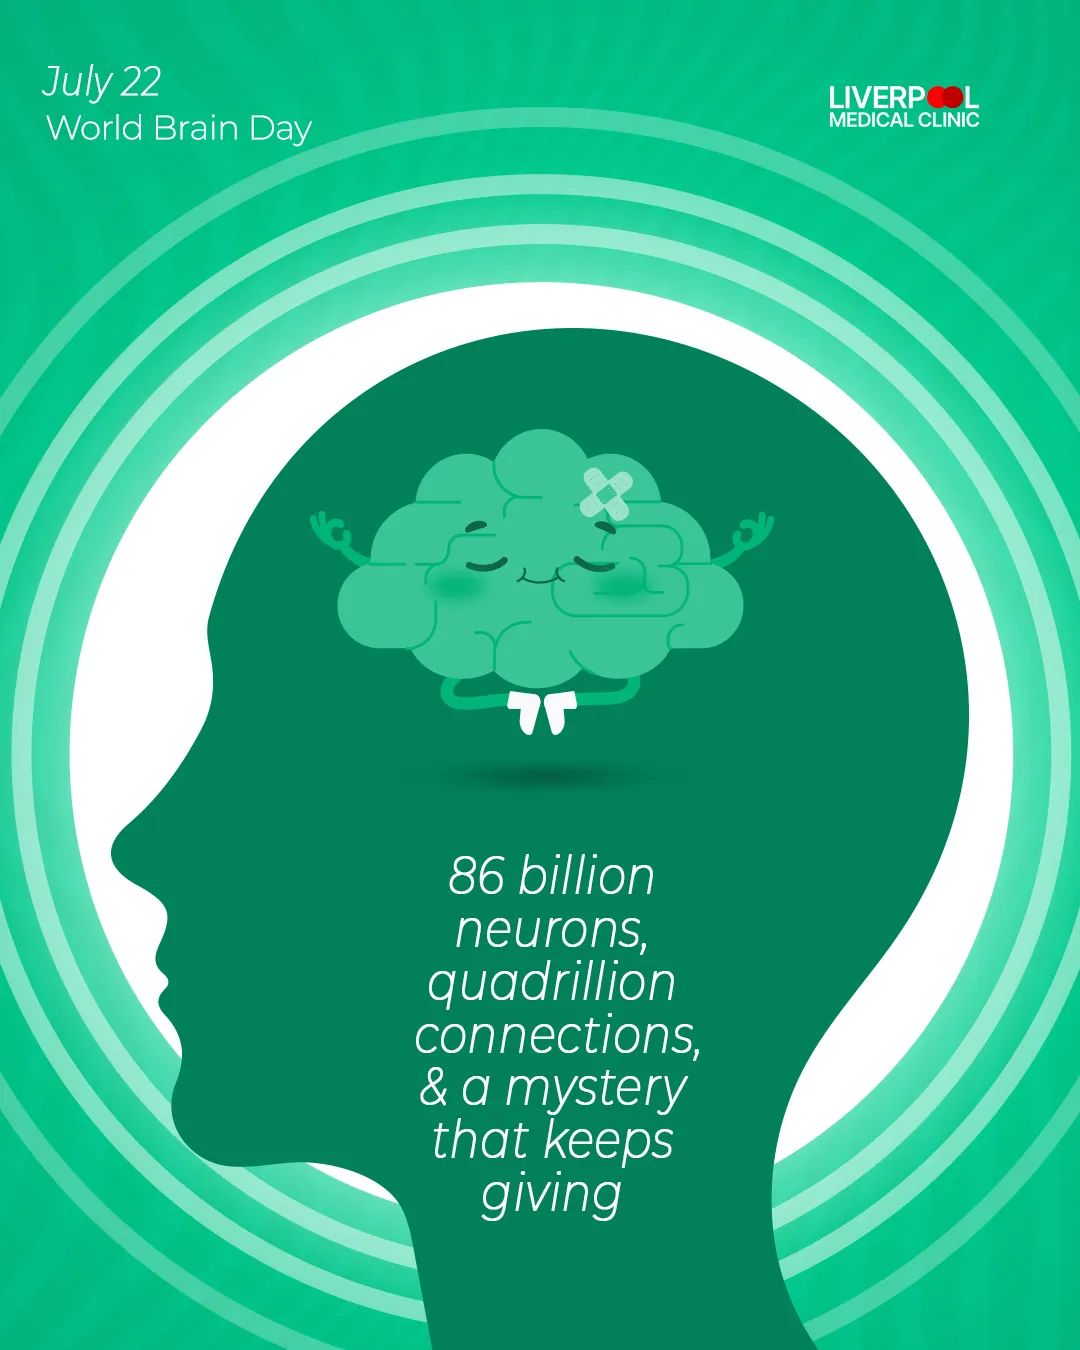 July 22
World Brain Day
LIVERPOOL
MEDICAL CLINIC
86 billion
neurons,
quadrillion
connections,
& a mystery
that keeps
giving